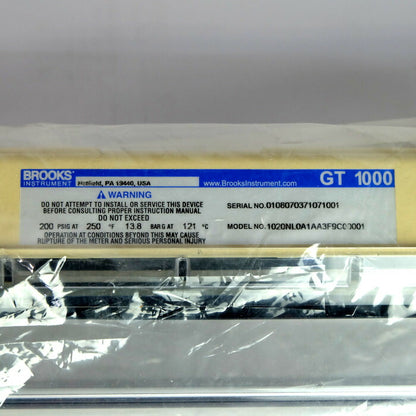 BROOKS
INSTRUMENT
Hatfield, PA 19440, USA
www.BrooksInstrument.com
GT 1000
WARNING
DO NOT ATTEMPT TO INSTALL OR SERVICE THIS DEVICE
BEFORE CONSULTING PROPER INSTRUCTION MANUAL
DO NOT EXCEED
200 PSIG AT 250 °F 13.8 BAR G AT 121 °C
OPERATION AT CONDITIONS BEYOND THIS MAY CAUSE
RUPTURE OF THE METER AND SERIOUS PERSONAL INJURY
SERIAL NO.0108070371071001
MODEL NO.